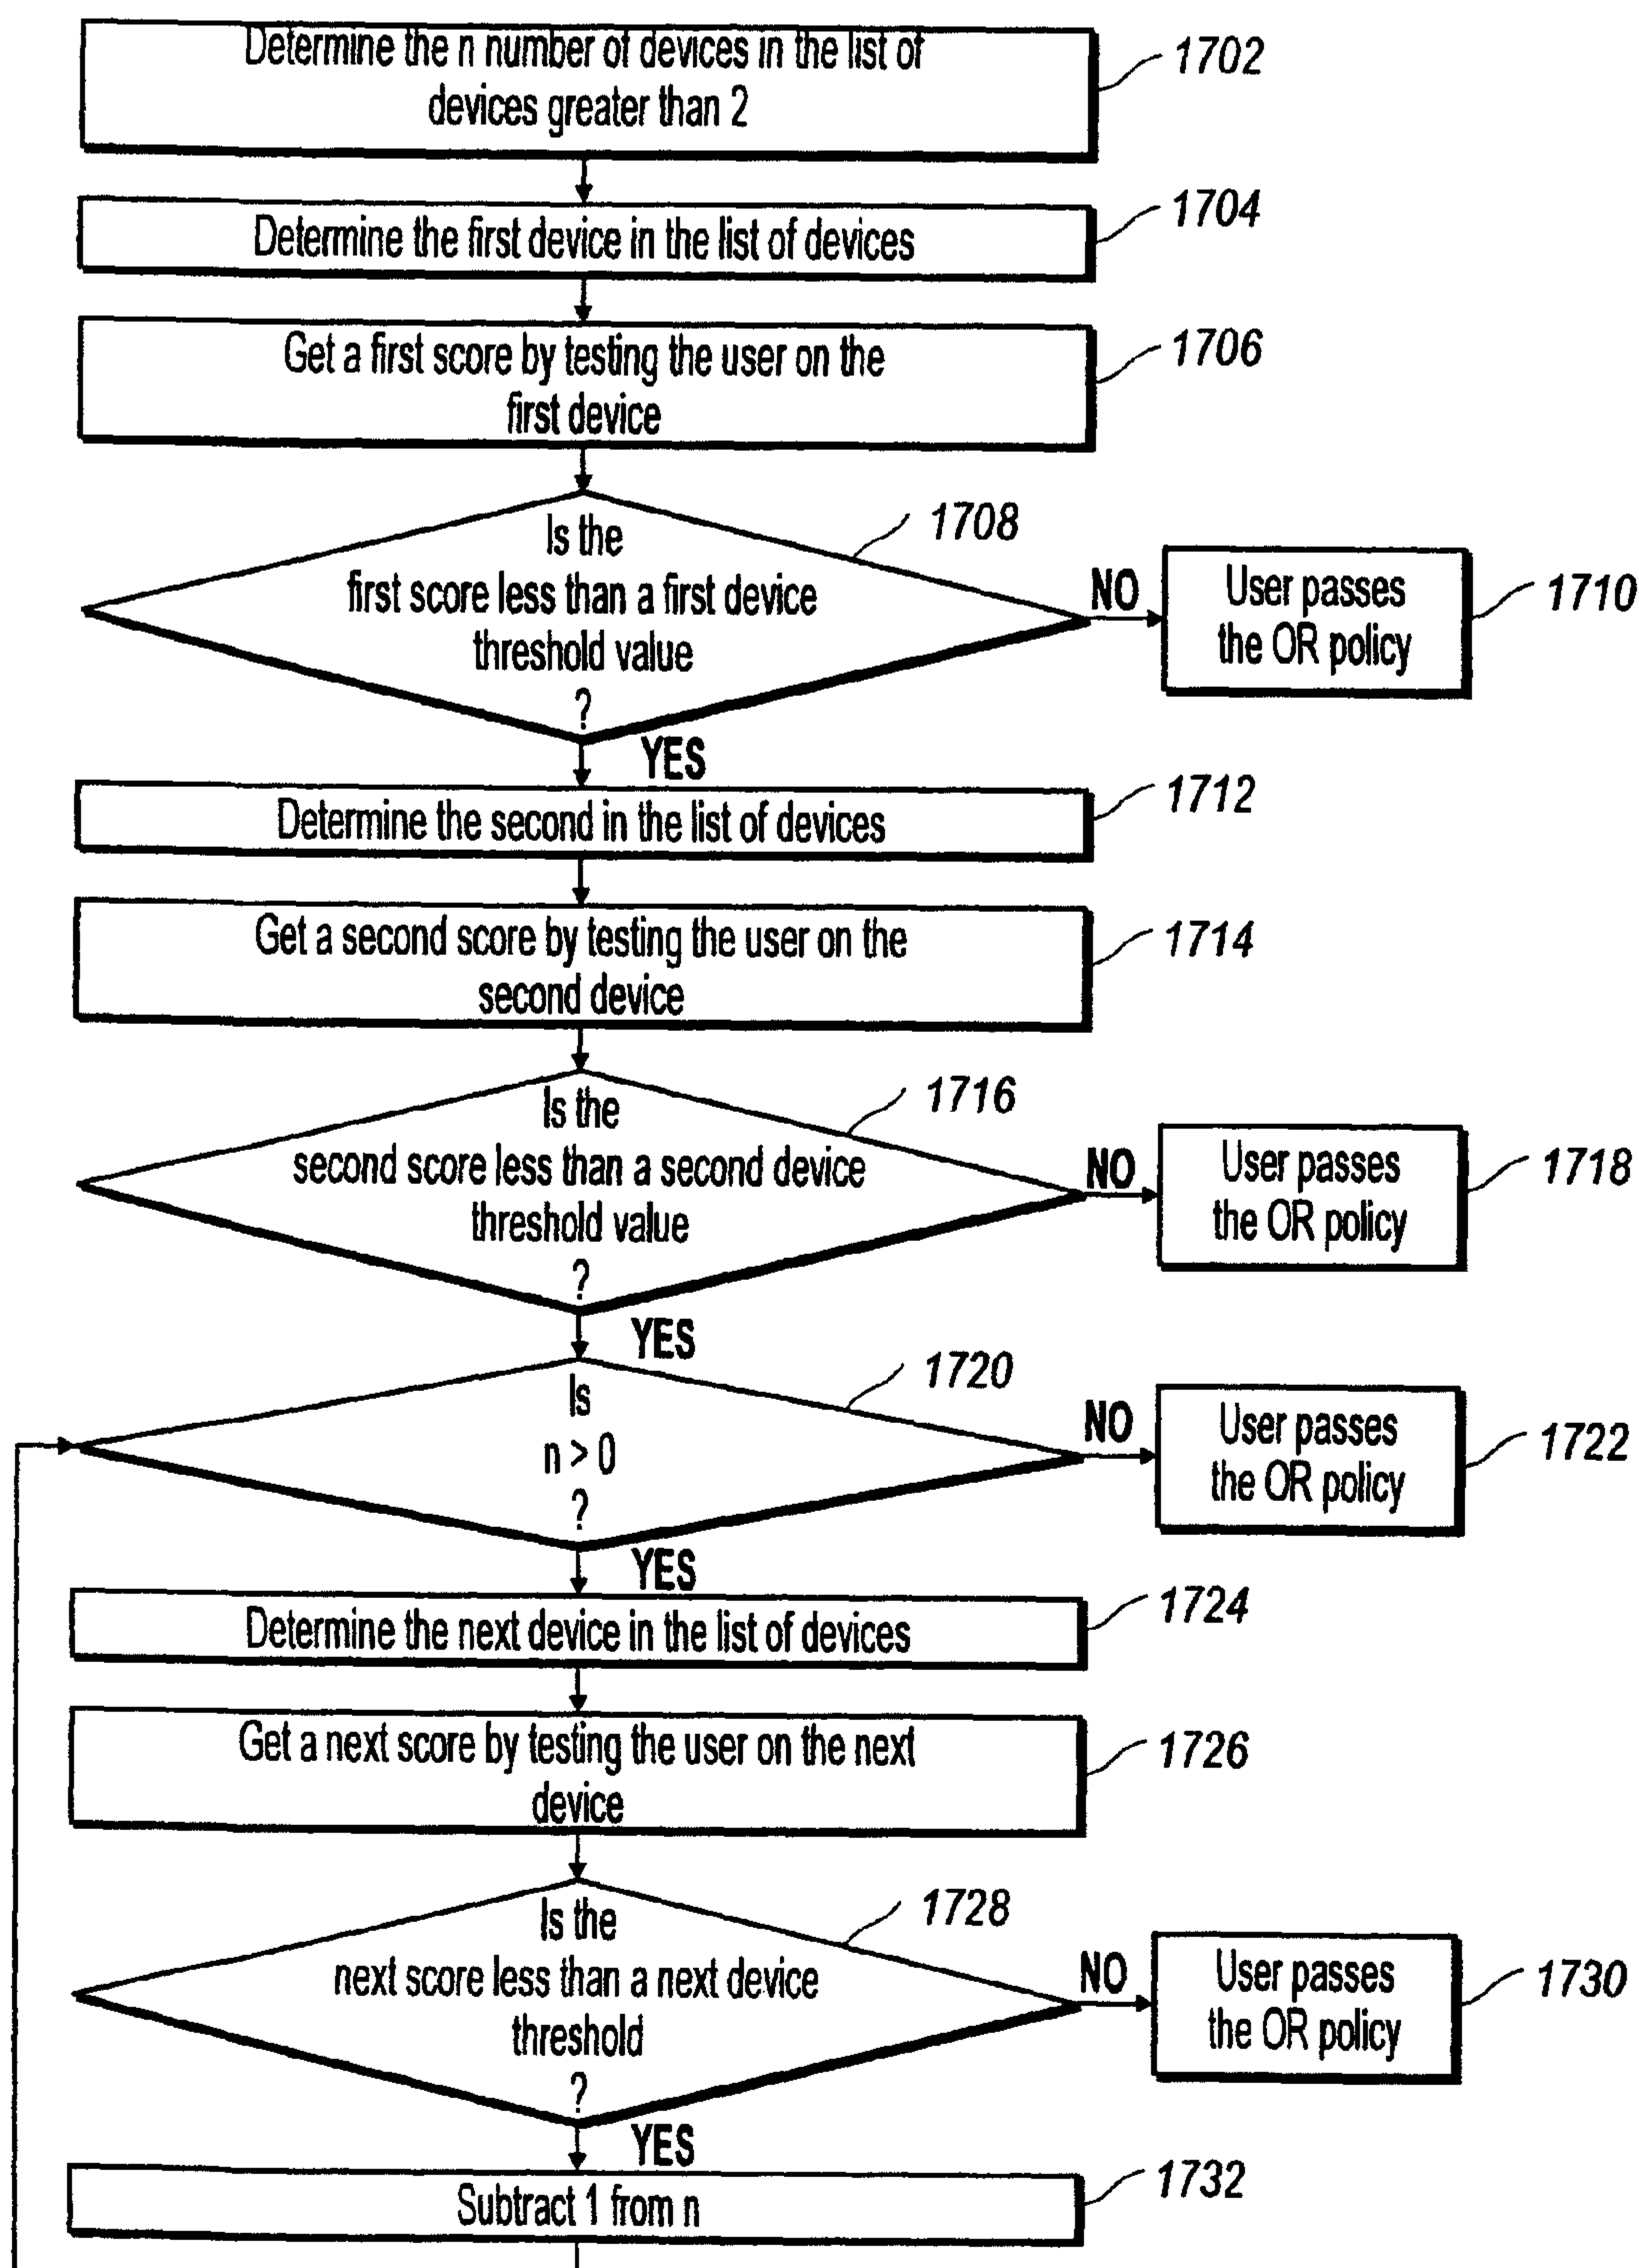 Determine the n number of devices in the list of
devices greater than 2
1702
Determine the first device in the list of devices
1704
Get a first score by testing the user on the
first device
1706
Is the
first score less than a first device
threshold value
?
1708
NO
User passes
the OR policy
1710
YES
Determine the second in the list of devices
1712
Get a second score by testing the user on the
second device
1714
Is the
second score less than a second device
threshold value
?
1716
NO
User passes
the OR policy
1718
YES
Is
n > 0
?
1720
NO
User passes
the OR policy
1722
YES
Determine the next device in the list of devices
1724
Get a next score by testing the user on the next
device
1726
Is the
next score less than a next device
threshold
?
1728
NO
User passes
the OR policy
1730
YES
Subtract 1 from n
1732